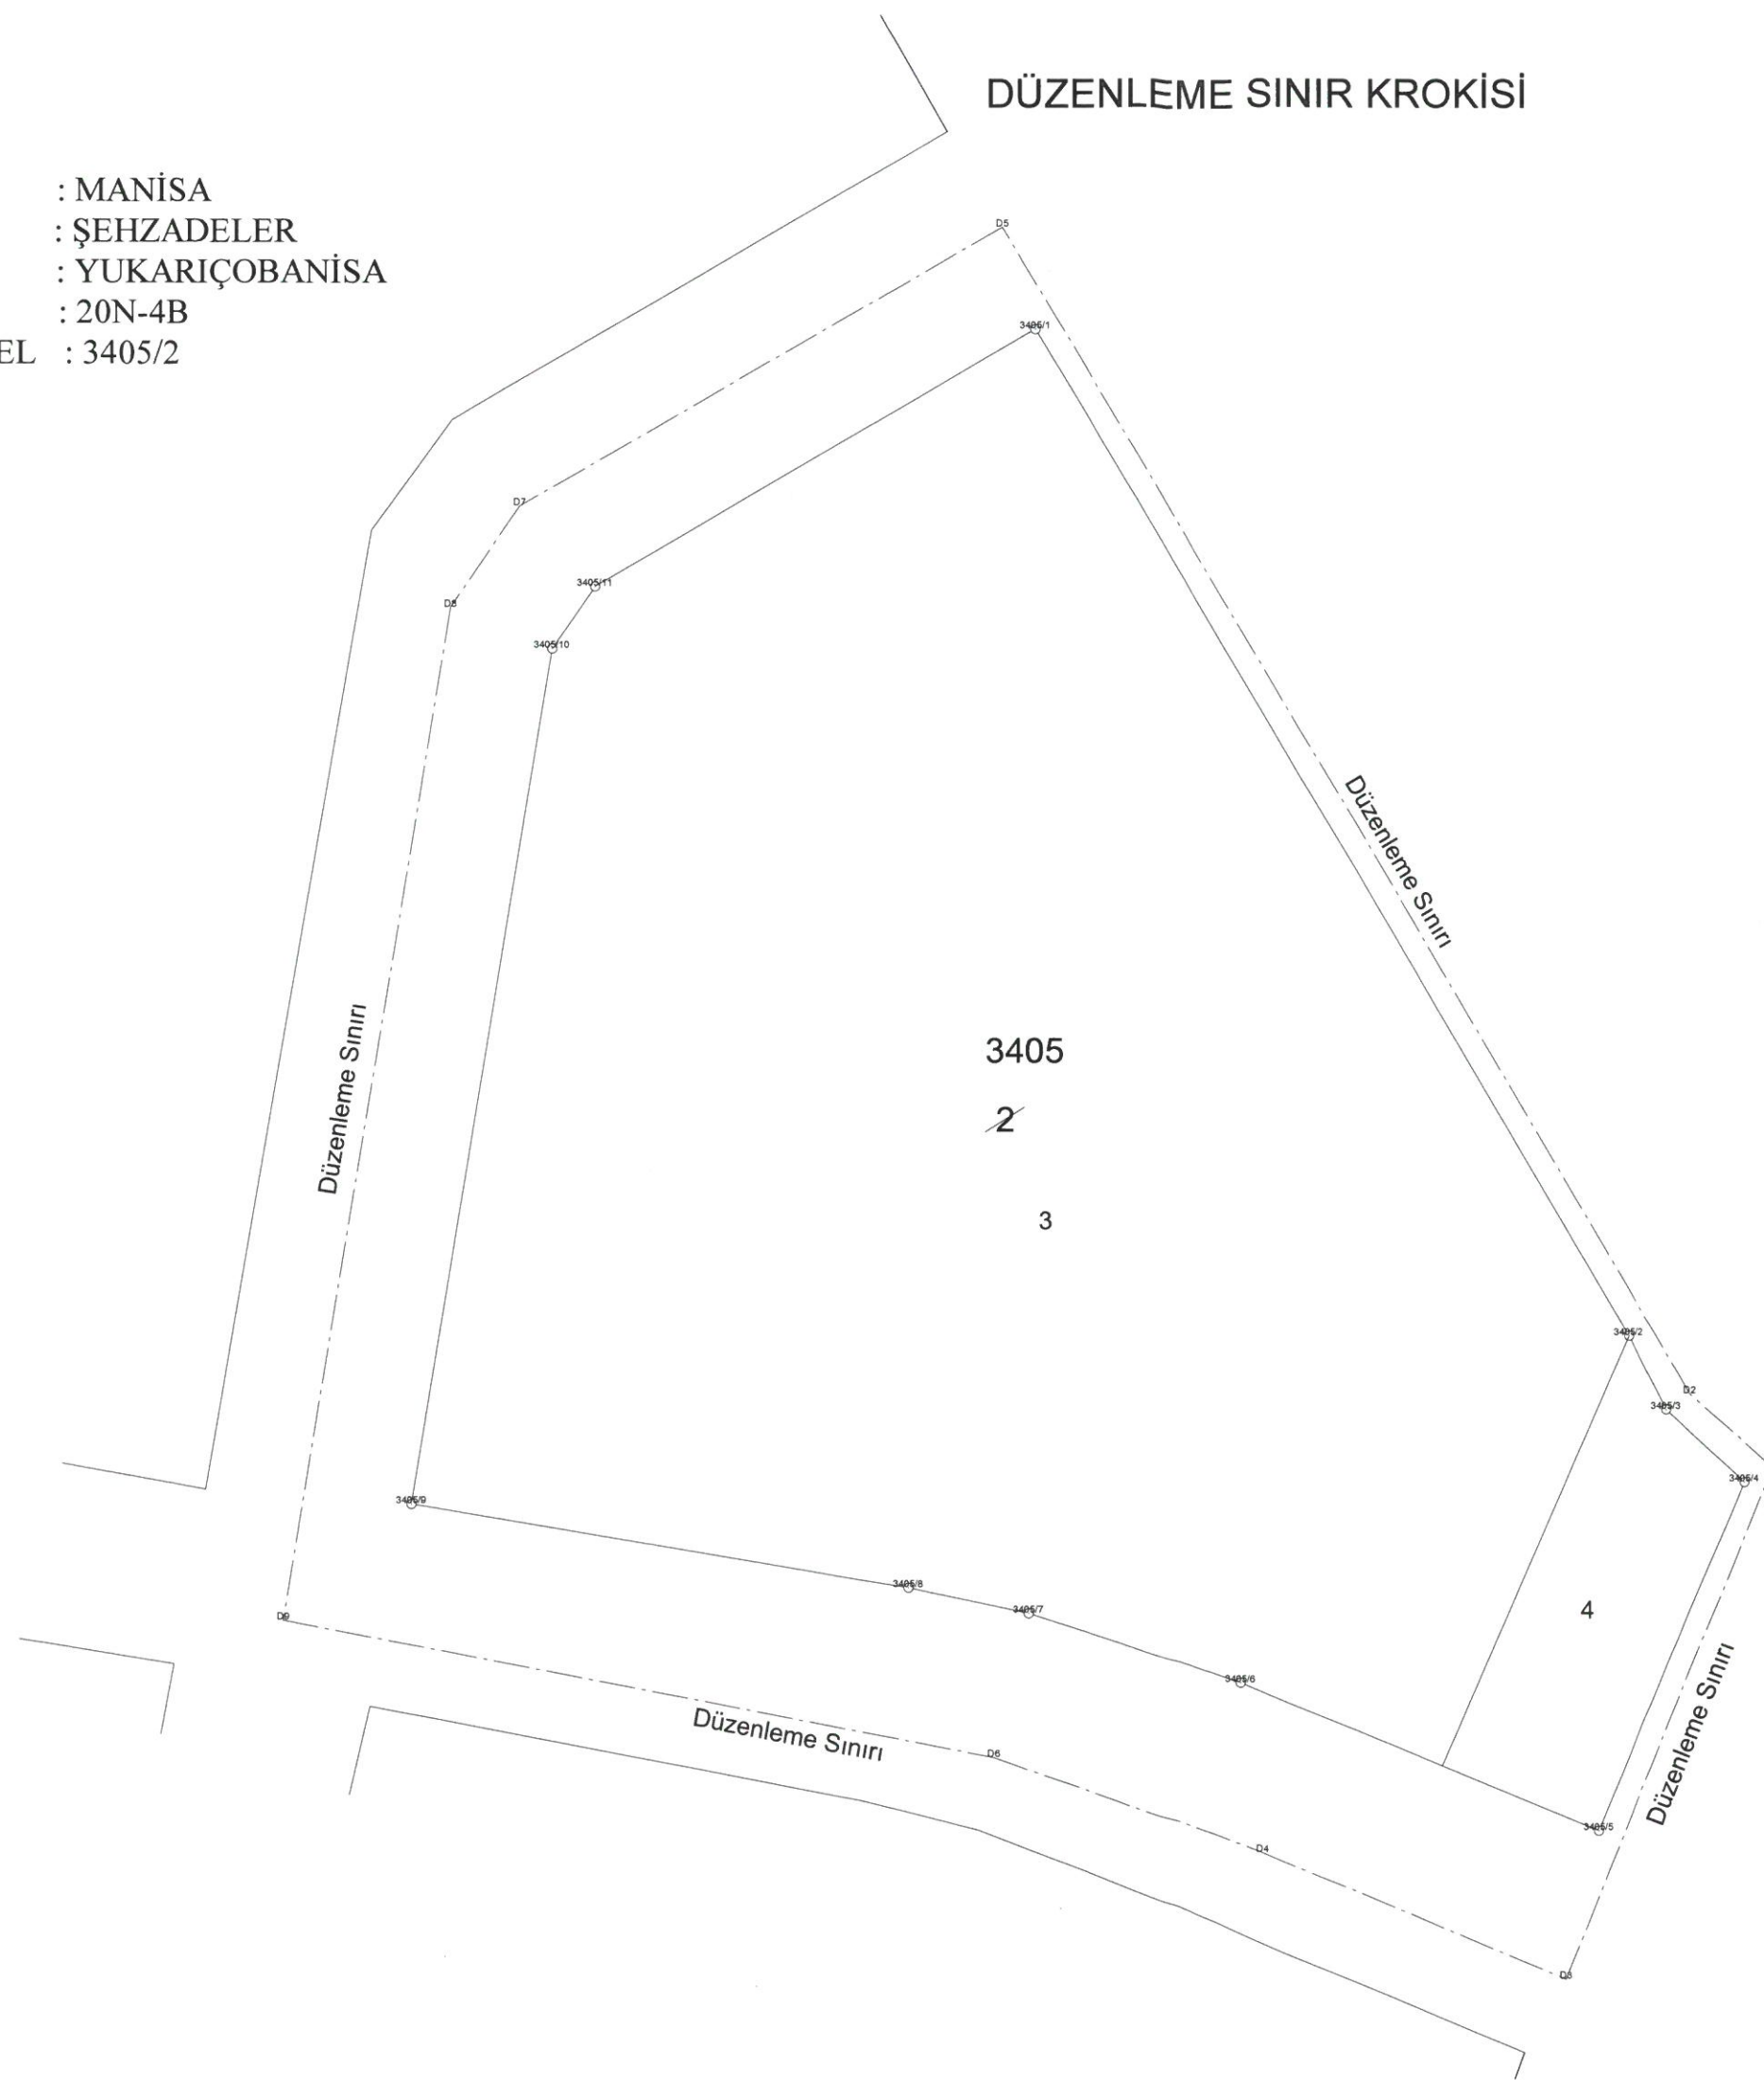 DÜZENLEME SINIR KROKİSİ
: MANİSA
: ŞEHZADELER
: YUKARIÇOBANİSA
: 20N-4B
EL : 3405/2
D5
3405/1
D7
3405/11
D8
3405/10
Düzenleme Sınırı
Düzenleme Sınırı
3405
2
3
3405/2
D2
3405/3
3405/4
3405/9
3405/8
3405/7
4
D9
3405/6
Düzenleme Sınırı
Düzenleme Sınırı
D6
3405/5
D4
D3